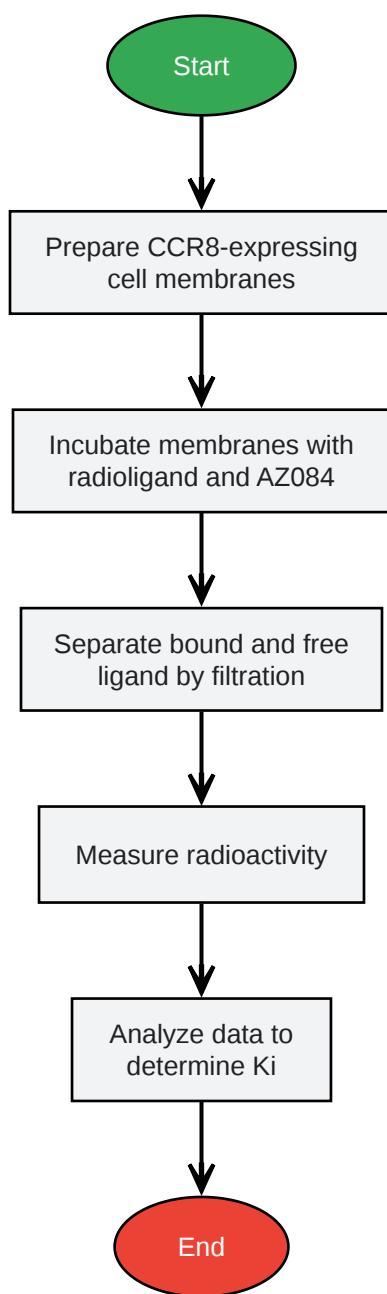 Start
Prepare CCR8-expressing
cell membranes
Incubate membranes with
radioligand and AZ084
Separate bound and free
ligand by filtration
Measure radioactivity
Analyze data to
determine Ki
End